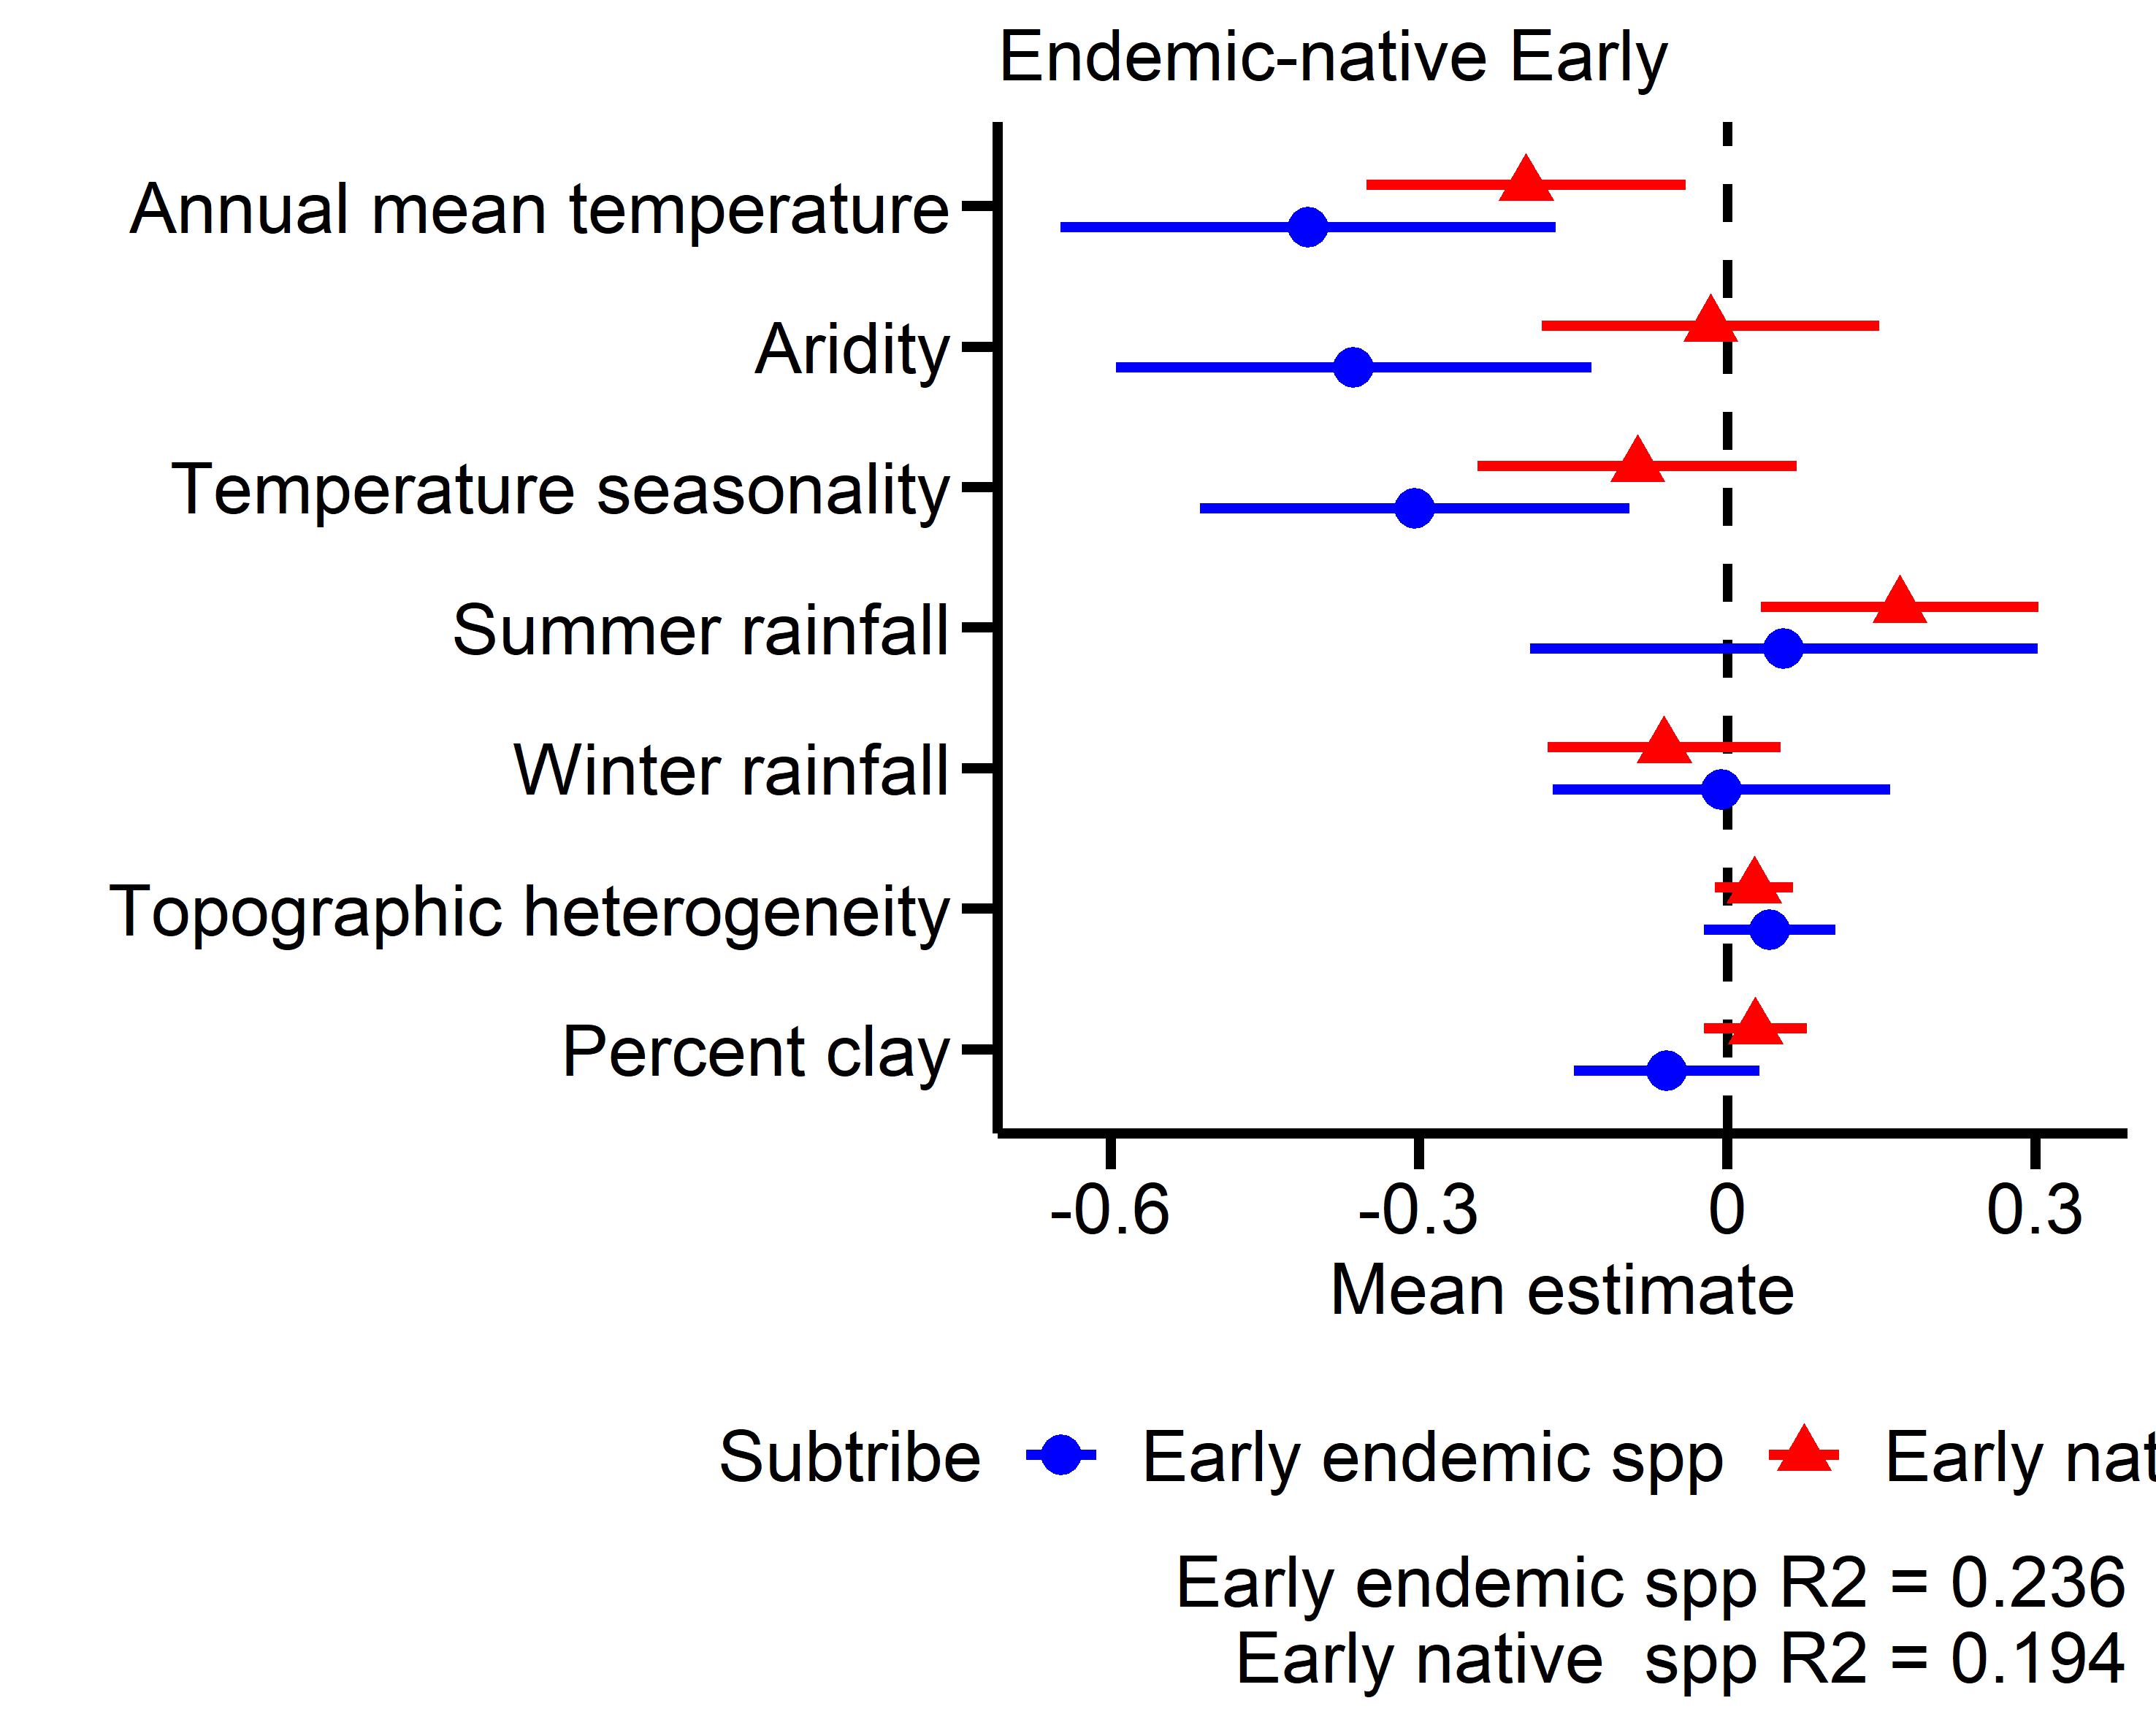 Endemic-native Early
Annual mean temperature
Aridity
Temperature seasonality
Summer rainfall
Winter rainfall
Topographic heterogeneity
Percent clay
-0.6 -0.3 0 0.3
Mean estimate
Subtribe Early endemic spp Early nat
Early endemic spp R2 = 0.236
Early native  spp R2 = 0.194